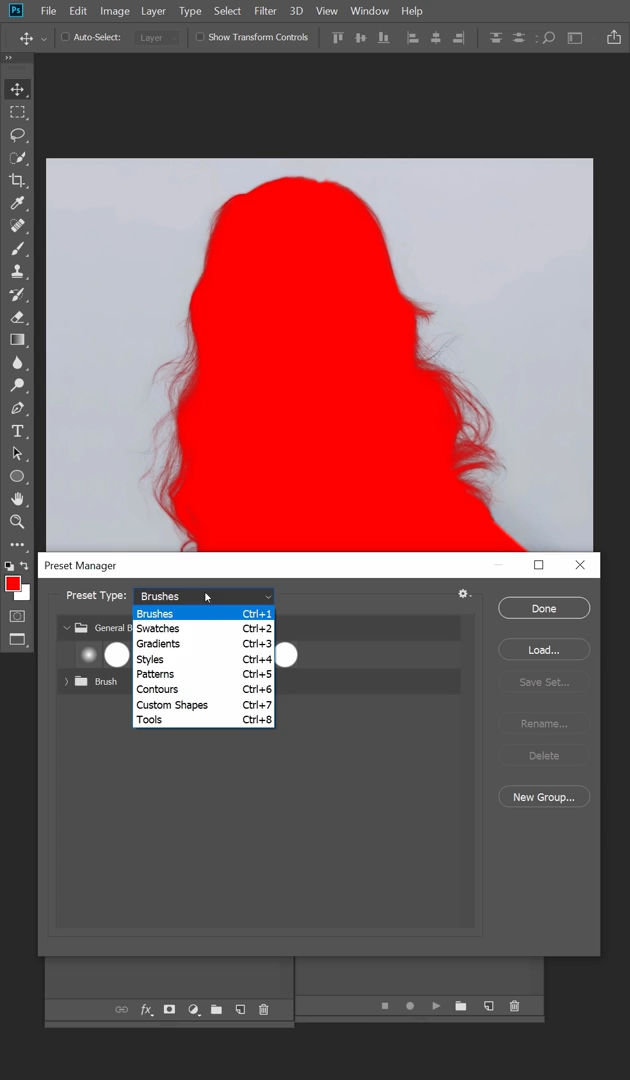 Ps File Edit Image Layer Type Select Filter 3D View Window Help
Auto-Select: Layer Show Transform Controls
Preset Manager
Preset Type: Brushes
Brushes Ctrl+1
Swatches Ctrl+2
Gradients Ctrl+3
Styles Ctrl+4
Patterns Ctrl+5
Contours Ctrl+6
Custom Shapes Ctrl+7
Tools Ctrl+8
General B
Brush
Done
Load...
Save Set...
Rename...
Delete
New Group...
fx